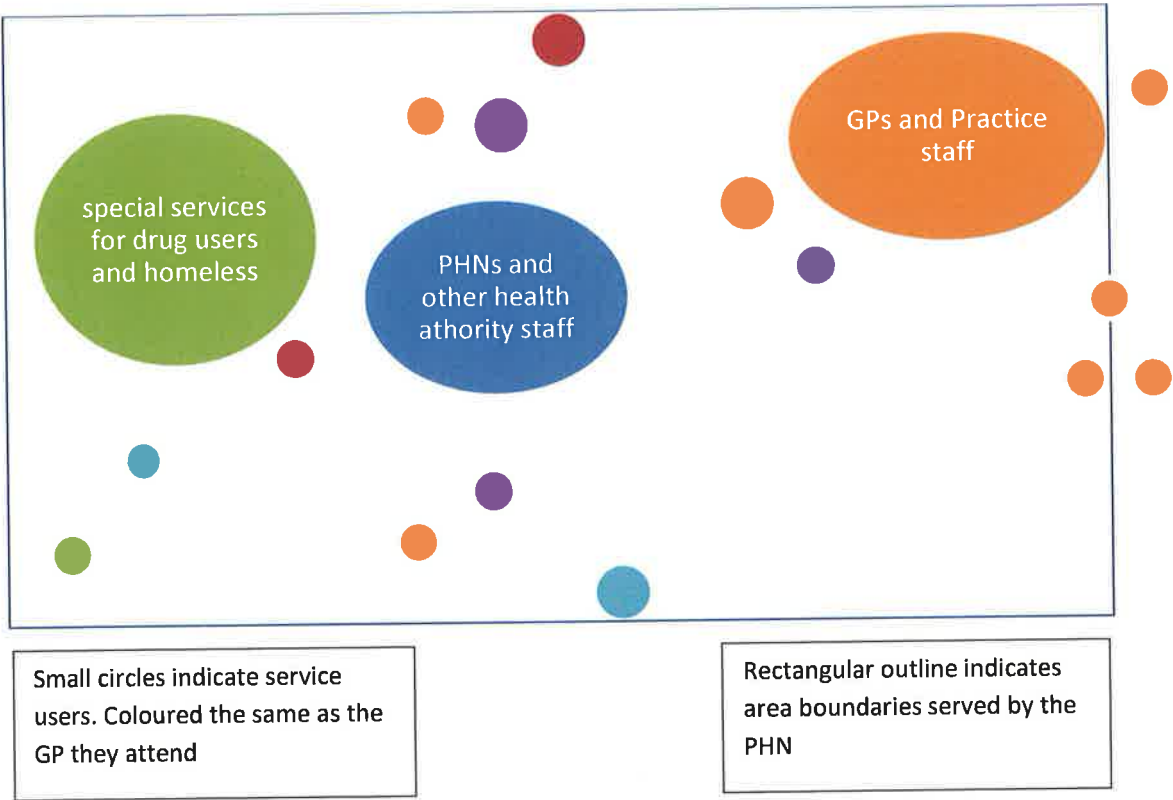 GPs and Practice
staff
special services
for drug users
and homeless
PHNs and
other health
athority staff
Small circles indicate service
users. Coloured the same as the
GP they attend
Rectangular outline indicates
area boundaries served by the
PHN